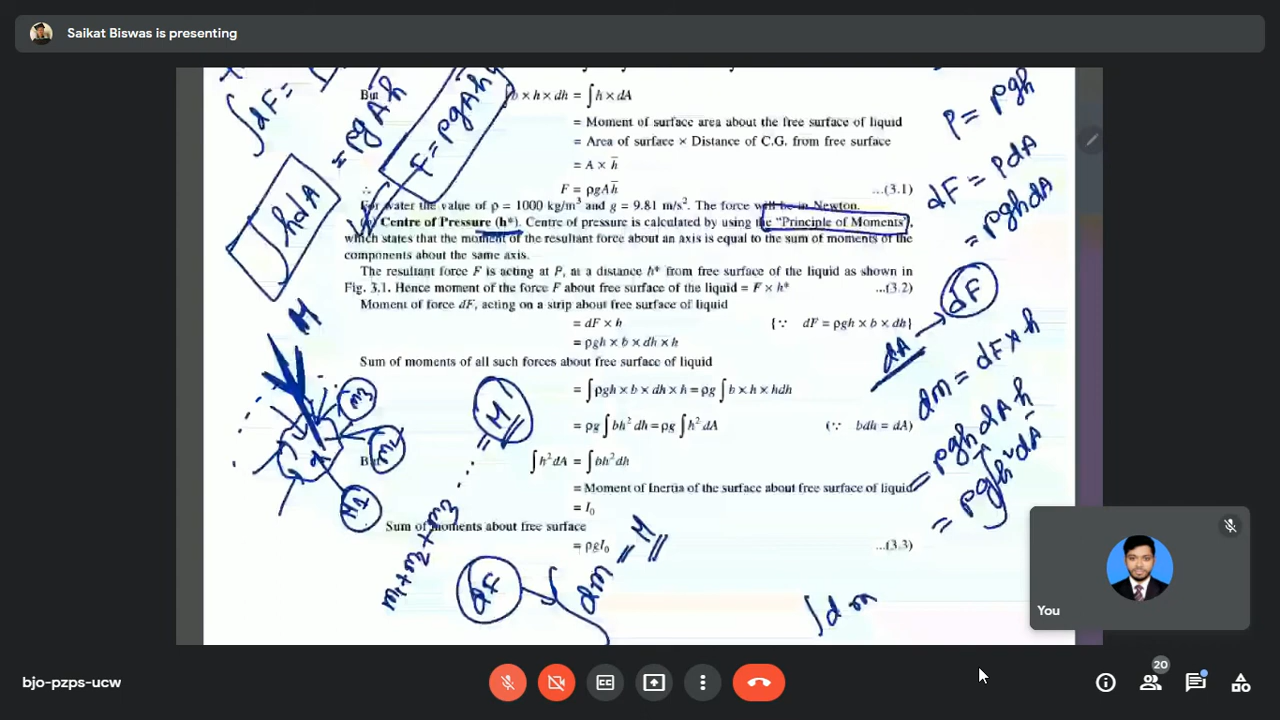 Saikat Biswas is presenting
∫dF =
= ρgAh̄
F = ρgAh̄
∫hdA
P = ρgh
dF = PdA
= ρghdA
But b × h × dh = ∫h × dA
= Moment of surface area about the free surface of liquid
= Area of surface × Distance of C.G. from free surface
= A × h̄
∴ F = ρgAh̄ ...(3.1)
For water the value of ρ = 1000 kg/m³ and g = 9.81 m/s². The force will be in Newton.
Centre of Pressure (h*). Centre of pressure is calculated by using the "Principle of Moments",
which states that the moment of the resultant force about an axis is equal to the sum of moments of the
components about the same axis.
The resultant force F is acting at P, at a distance h* from free surface of the liquid as shown in
Fig. 3.1. Hence moment of the force F about free surface of the liquid = F × h* ...(3.2)
Moment of force dF, acting on a strip about free surface of liquid
= dF × h {∵ dF = ρgh × b × dh}
= ρgh × b × dh × h
Sum of moments of all such forces about free surface of liquid
= ∫ρgh × b × dh × h = ρg ∫b × h × hdh
= ρg ∫bh² dh = ρg ∫h² dA (∵ bdh = dA)
But ∫h²dA = ∫bh²dh
= Moment of Inertia of the surface about free surface of liquid
= I₀
Sum of moments about free surface
= ρgI₀ ...(3.3)
dF
dA
dm = dF × h
= ρghdAh
= ρg∫h²dA
M
m3
m2
M1
m1+m2+m3 ..... = M
dF
∫dm = M
∫dm
You
bjo-pzps-ucw
CC
20